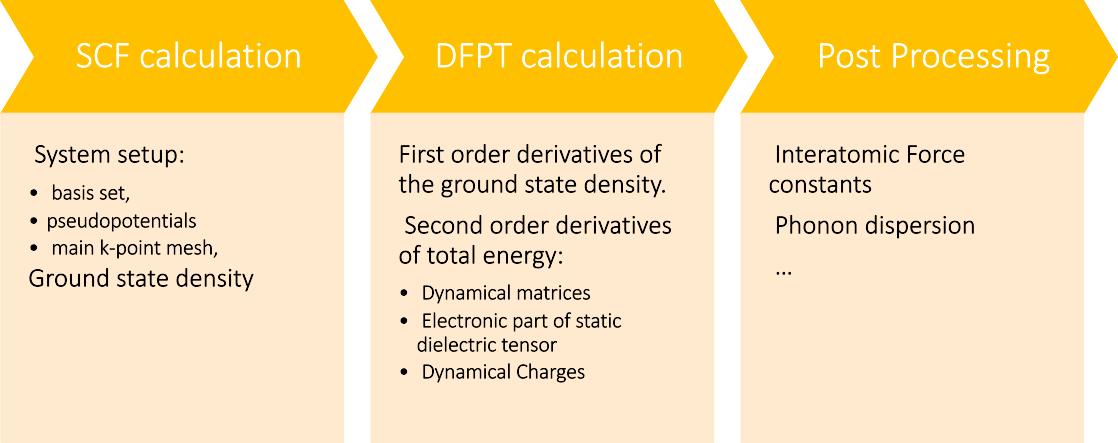 SCF calculation
System setup:
• basis set,
• pseudopotentials
• main k-point mesh,
Ground state density
DFPT calculation
First order derivatives of
the ground state density.
Second order derivatives
of total energy:
• Dynamical matrices
• Electronic part of static
dielectric tensor
• Dynamical Charges
Post Processing
Interatomic Force
constants
Phonon dispersion
...